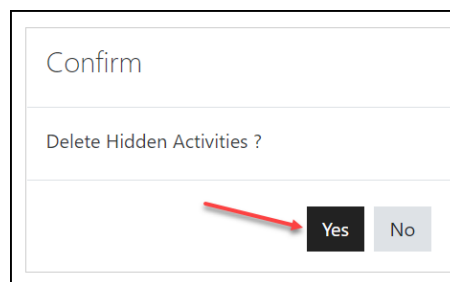 Confirm
Delete Hidden Activities ?
Yes No